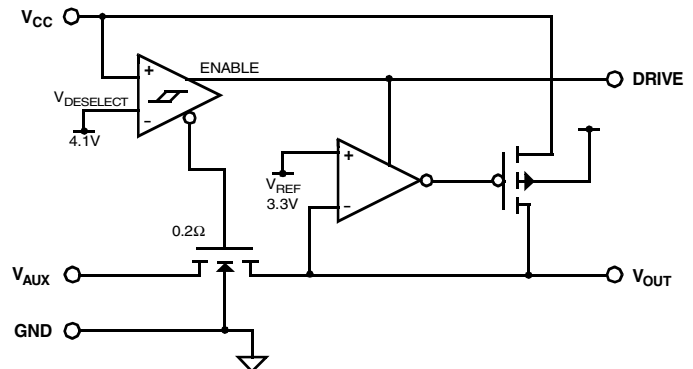 VCC
+
ENABLE
DRIVE
VDESELECT
–
4.1V
+
VREF
3.3V
–
0.2Ω
VAUX
VOUT
GND